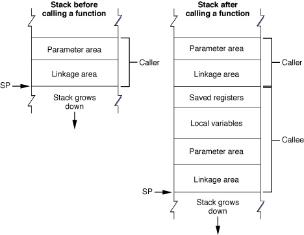 Stack before
calling a function
Parameter area
Linkage area
Caller
SP
Stack grows
down
Stack after
calling a function
Parameter area
Linkage area
Caller
Saved registers
Local variables
Parameter area
Linkage area
Callee
SP
Stack grows
down